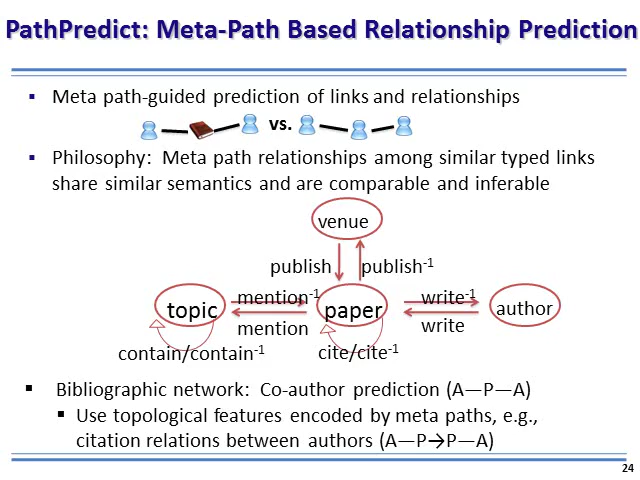 PathPredict: Meta-Path Based Relationship Prediction
▪ Meta path-guided prediction of links and relationships
vs.
▪ Philosophy: Meta path relationships among similar typed links
share similar semantics and are comparable and inferable
venue
publish publish-1
topic mention-1 paper write-1 author
mention write
contain/contain-1 cite/cite-1
▪ Bibliographic network: Co-author prediction (A—P—A)
▪ Use topological features encoded by meta paths, e.g.,
citation relations between authors (A—P→P—A)
24